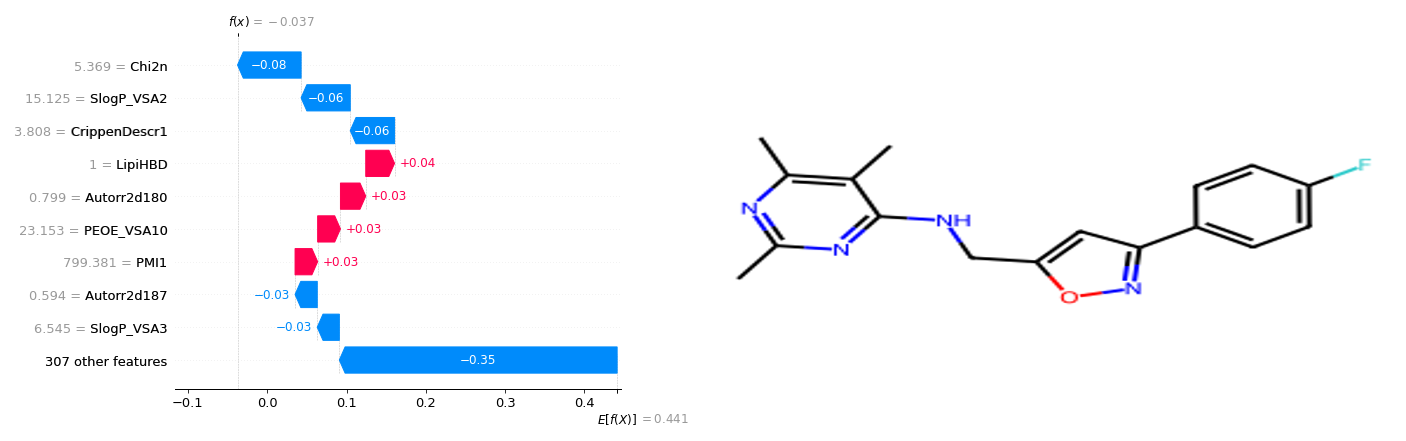 f(x) = −0.037
5.369 = Chi2n
−0.08
15.125 = SlogP_VSA2
−0.06
3.808 = CrippenDescr1
−0.06
1 = LipiHBD
+0.04
0.799 = Autorr2d180
+0.03
23.153 = PEOE_VSA10
+0.03
799.381 = PMI1
+0.03
0.594 = Autorr2d187
−0.03
6.545 = SlogP_VSA3
−0.03
307 other features
−0.35
−0.1 0.0 0.1 0.2 0.3 0.4
E[f(X)] = 0.441
F
N
NH
N
N
O